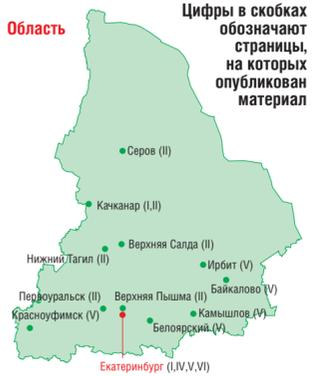 Цифры в скобках
обозначают
страницы,
на которых
опубликован
материал
Область
Серов (II)
Качканар (I,II)
Верхняя Салда (II)
Нижний Тагил (II)
Ирбит (V)
Байкалово (V)
Первоуральск (II)
Верхняя Пышма (II)
Красноуфимск (V)
Камышлов (V)
Белоярский (V)
Екатеринбург (I,IV,V,VI)